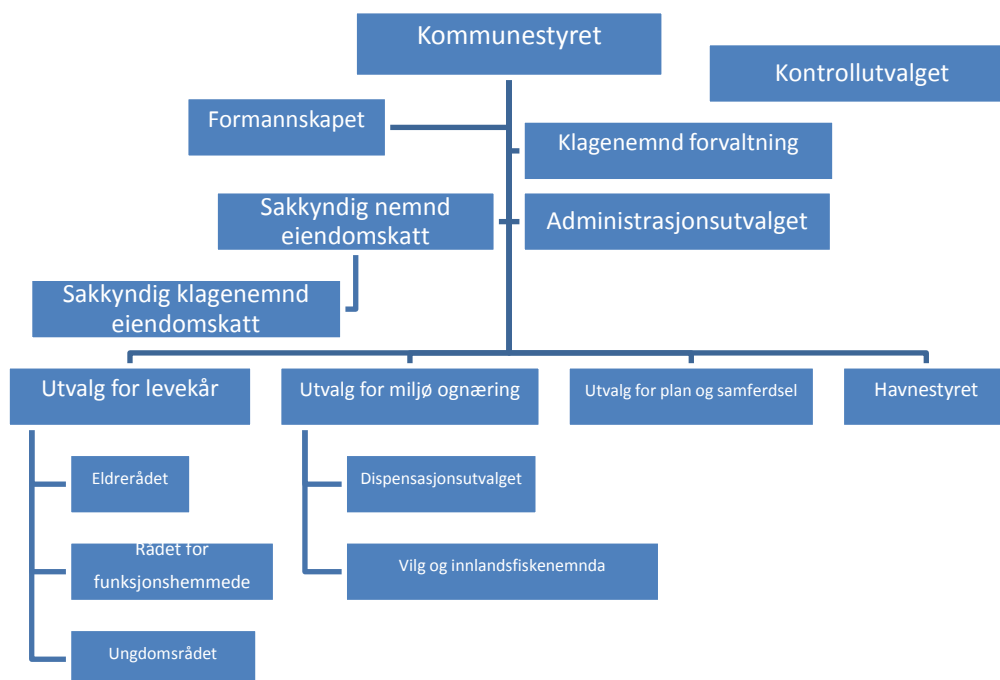 Kommunestyret
Kontrollutvalget
Formannskapet
Klagenemnd forvaltning
Sakkyndig nemnd
eiendomskatt
Administrasjonsutvalget
Sakkyndig klagenemnd
eiendomskatt
Utvalg for levekår
Utvalg for miljø ognæring
Utvalg for plan og samferdsel
Havnestyret
Eldrerådet
Dispensasjonsutvalget
Rådet for
funksjonshemmede
Vilg og innlandsfiskenemnda
Ungdomsrådet